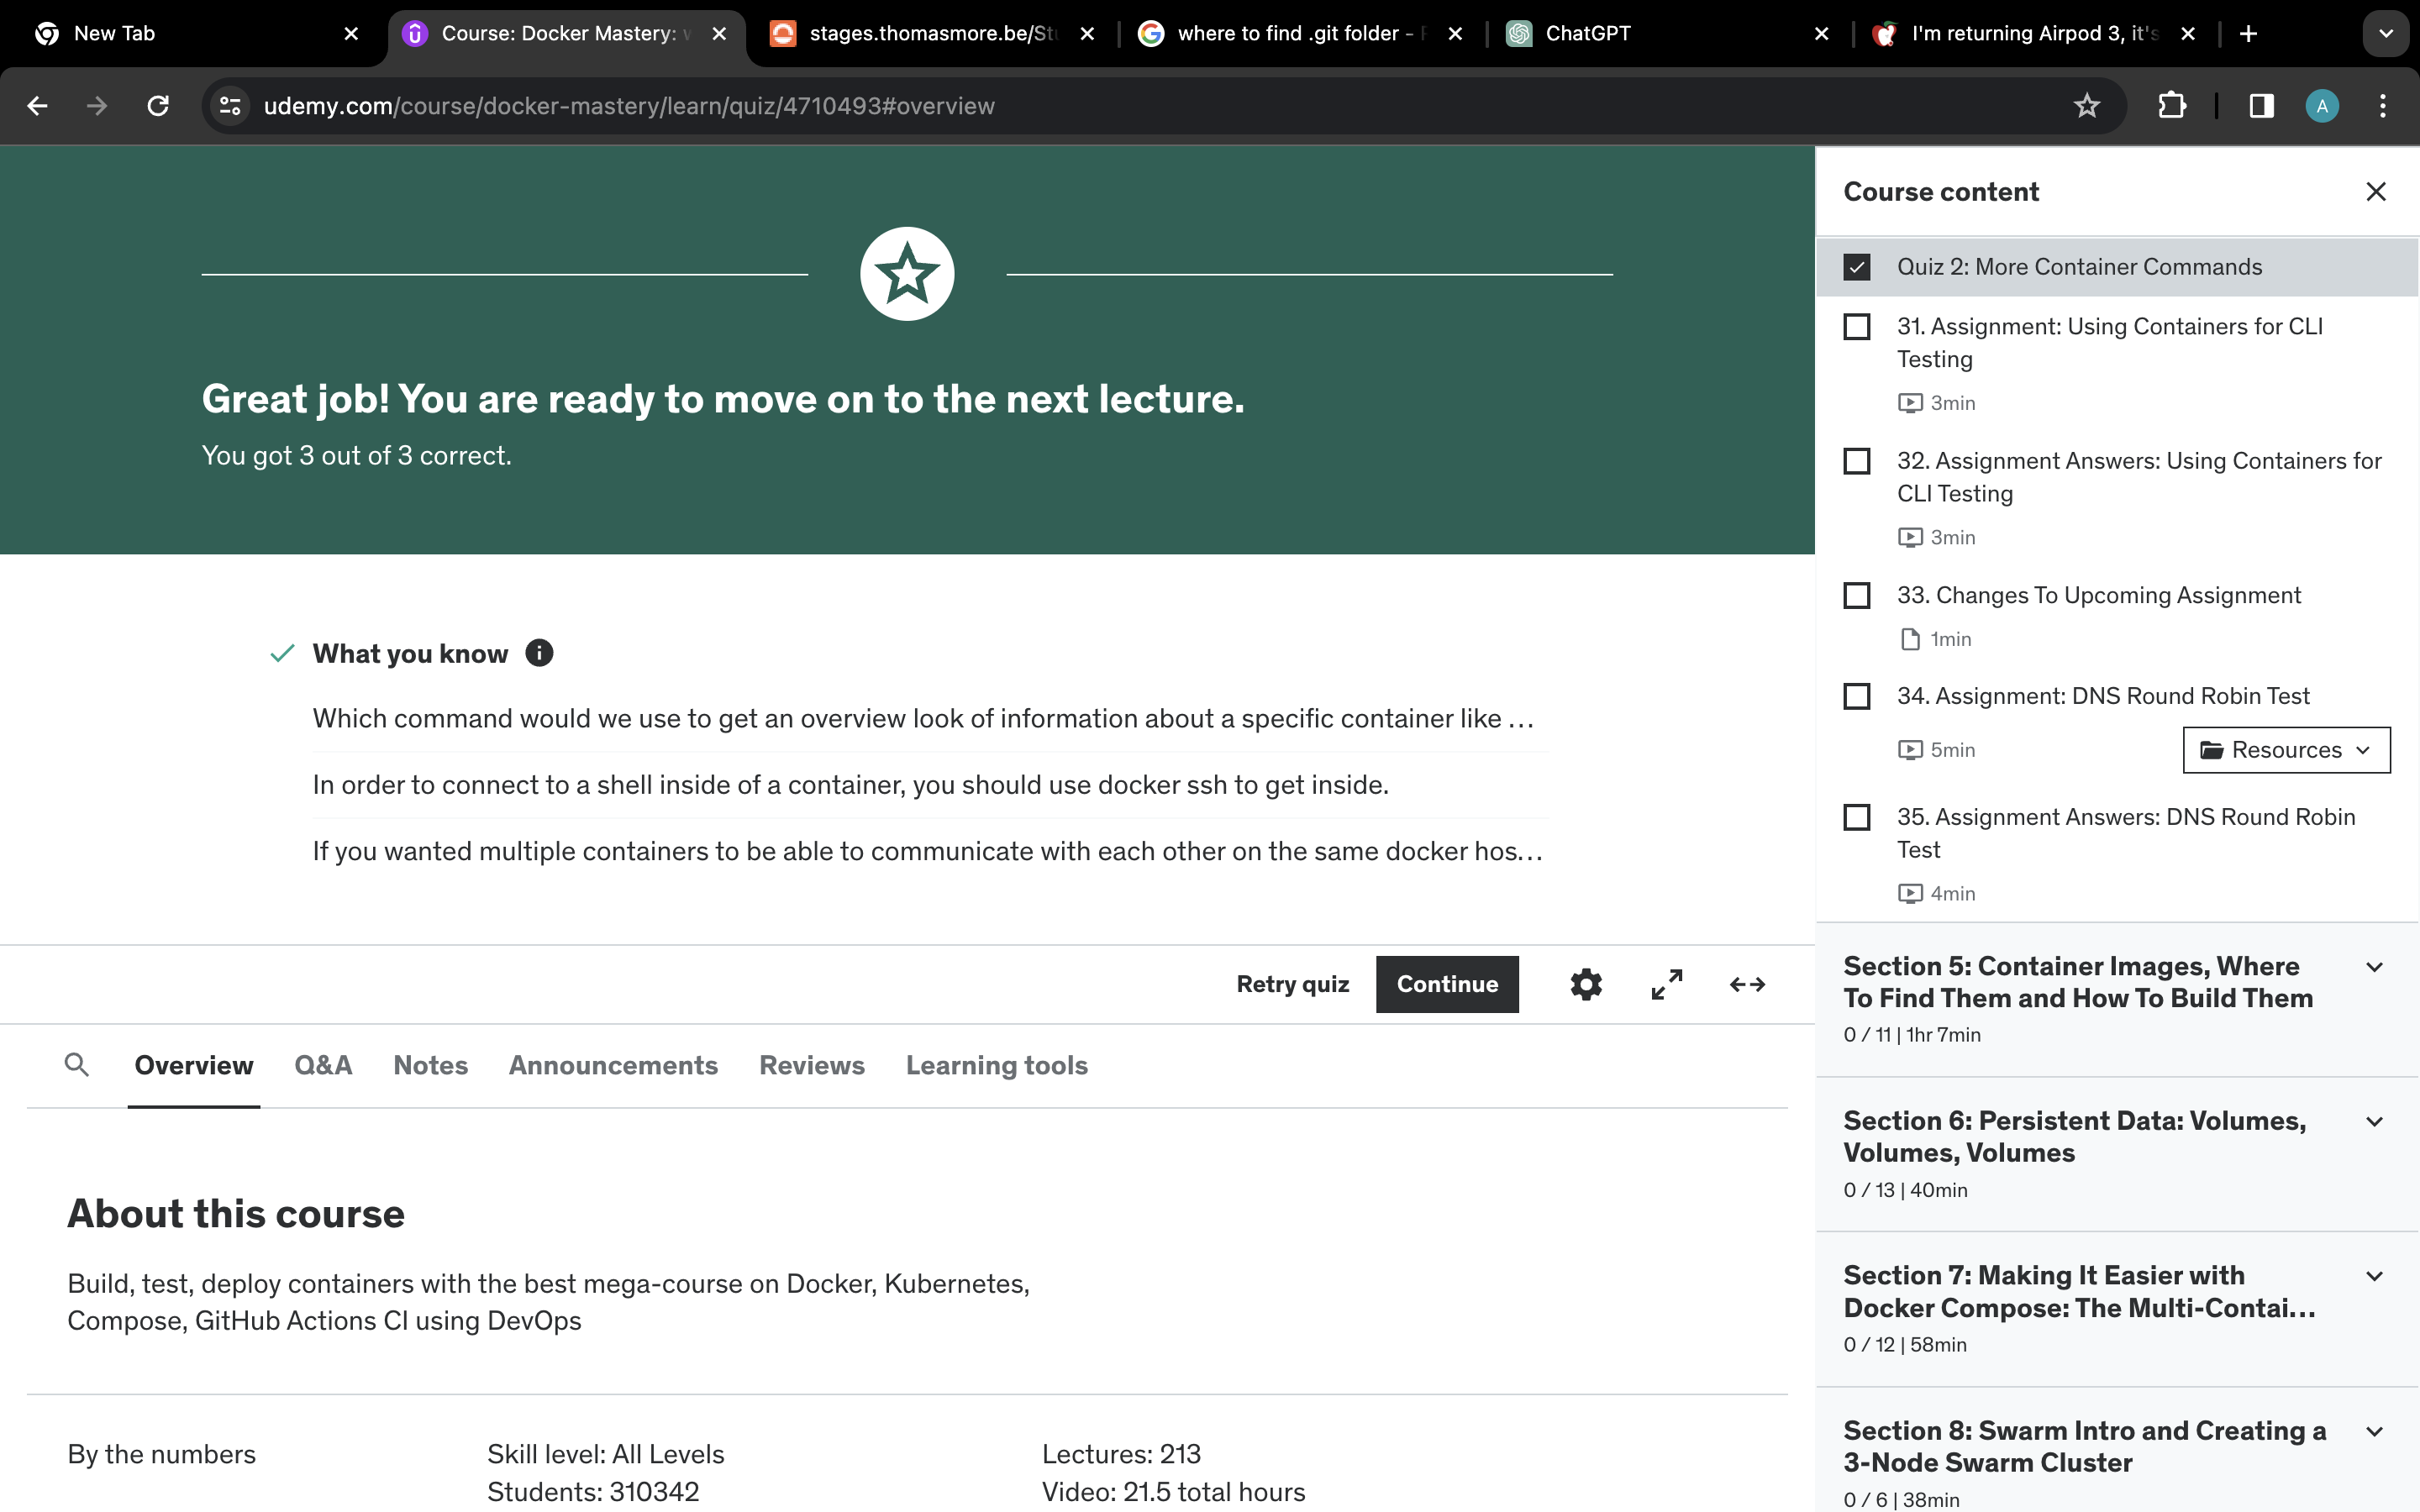 New Tab
Course: Docker Mastery:
stages.thomasmore.be/Stu
where to find .git folder -
ChatGPT
I'm returning Airpod 3, it's
udemy.com/course/docker-mastery/learn/quiz/4710493#overview
A
Great job! You are ready to move on to the next lecture.
You got 3 out of 3 correct.
What you know
Which command would we use to get an overview look of information about a specific container like ...
In order to connect to a shell inside of a container, you should use docker ssh to get inside.
If you wanted multiple containers to be able to communicate with each other on the same docker hos...
Retry quiz
Continue
Overview
Q&A
Notes
Announcements
Reviews
Learning tools
About this course
Build, test, deploy containers with the best mega-course on Docker, Kubernetes,
Compose, GitHub Actions CI using DevOps
By the numbers
Skill level: All Levels
Students: 310342
Lectures: 213
Video: 21.5 total hours
Course content
Quiz 2: More Container Commands
31. Assignment: Using Containers for CLI
Testing
3min
32. Assignment Answers: Using Containers for
CLI Testing
3min
33. Changes To Upcoming Assignment
1min
34. Assignment: DNS Round Robin Test
5min
Resources
35. Assignment Answers: DNS Round Robin
Test
4min
Section 5: Container Images, Where
To Find Them and How To Build Them
0 / 11 | 1hr 7min
Section 6: Persistent Data: Volumes,
Volumes, Volumes
0 / 13 | 40min
Section 7: Making It Easier with
Docker Compose: The Multi-Contai...
0 / 12 | 58min
Section 8: Swarm Intro and Creating a
3-Node Swarm Cluster
0 / 6 | 38min